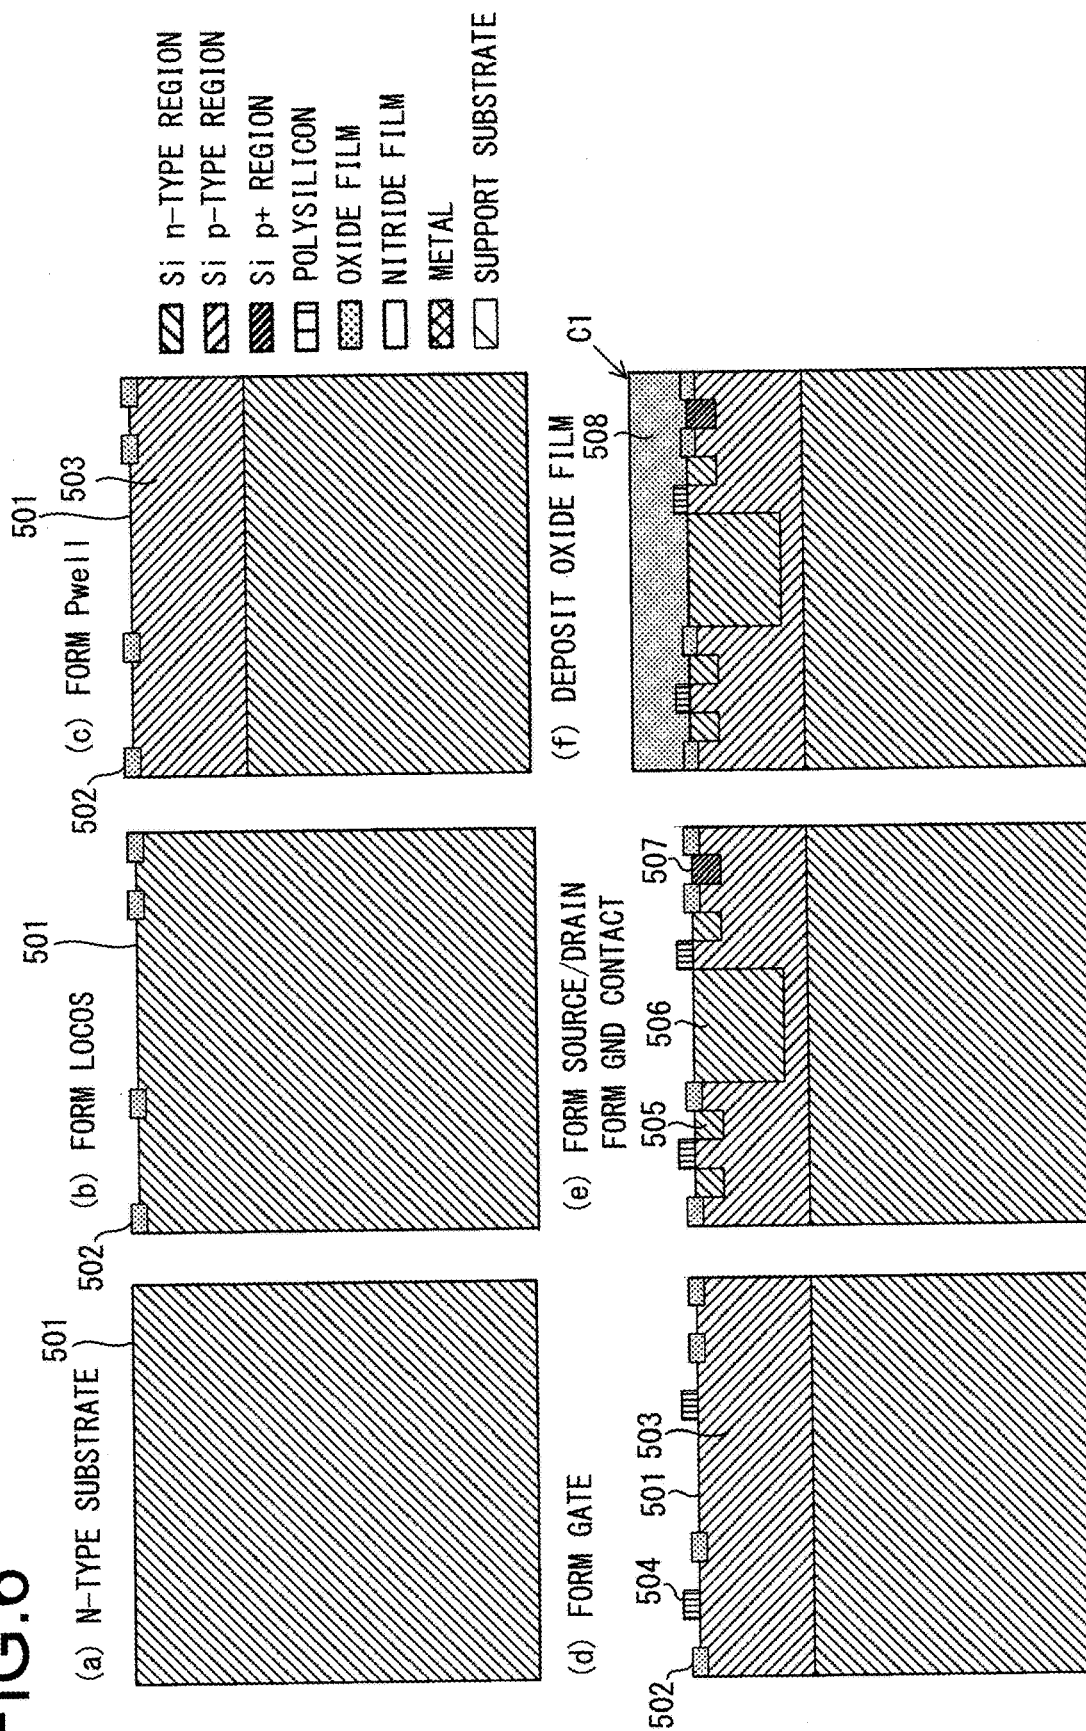 FIG.6
(a) N-TYPE SUBSTRATE
501
(b) FORM LOCOS
501
502
(c) FORM Pwell
501
502
503
Si n-TYPE REGION
Si p-TYPE REGION
Si p+ REGION
POLYSILICON
OXIDE FILM
NITRIDE FILM
METAL
SUPPORT SUBSTRATE
(d) FORM GATE
502
504
501
503
(e) FORM SOURCE/DRAIN
FORM GND CONTACT
505
506
507
(f) DEPOSIT OXIDE FILM
508
C1